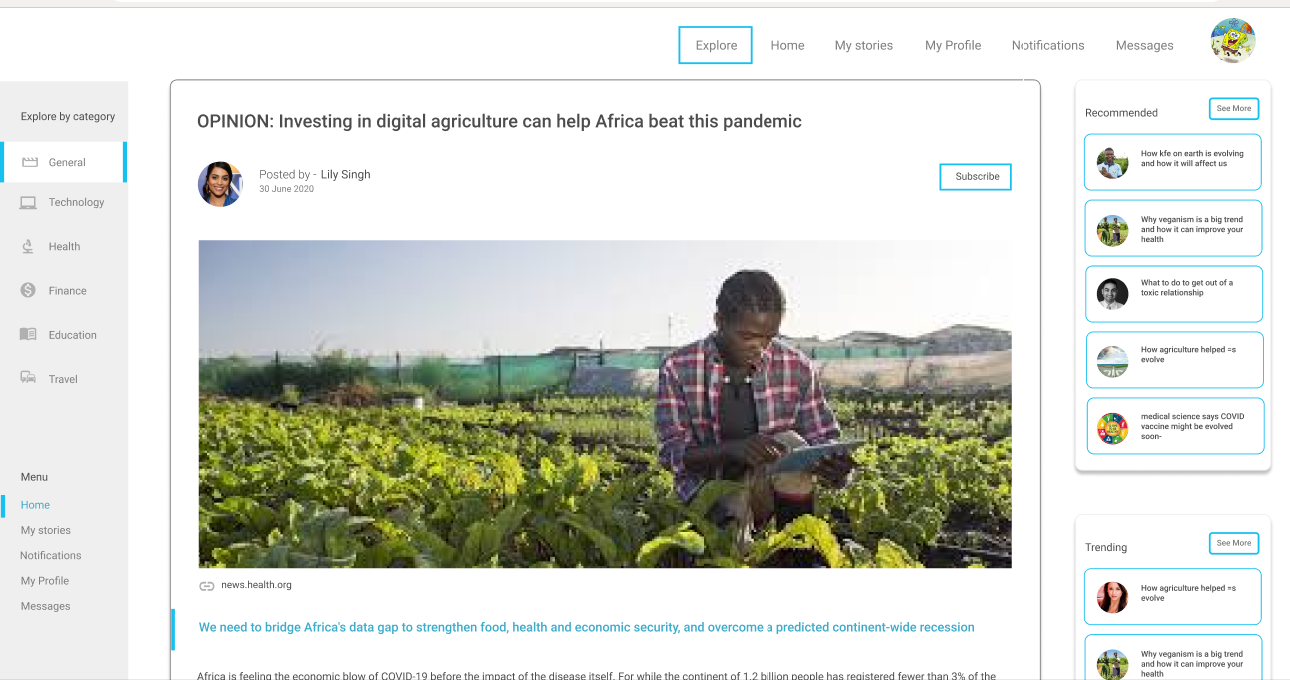 Explore Home My stories My Profile Notifications Messages
Explore by category
General
Technology
Health
Finance
Education
Travel
Menu
Home
My stories
Notifications
My Profile
Messages
OPINION: Investing in digital agriculture can help Africa beat this pandemic
Posted by - Lily Singh
30 June 2020
Subscribe
news.health.org
We need to bridge Africa's data gap to strengthen food, health and economic security, and overcome a predicted continent-wide recession
Africa is feeling the economic blow of COVID-19 before the impact of the disease itself. For while the continent of 1.2 billion people has registered fewer than 3% of the
Recommended
See More
How kfe on earth is evolving
and how it will affect us
Why veganism is a big trend
and how it can improve your
health
What to do to get out of a
toxic relationship
How agriculture helped =s
evolve
medical science says COVID
vaccine might be evolved
soon-
Trending
See More
How agriculture helped =s
evolve
Why veganism is a big trend
and how it can improve your
health